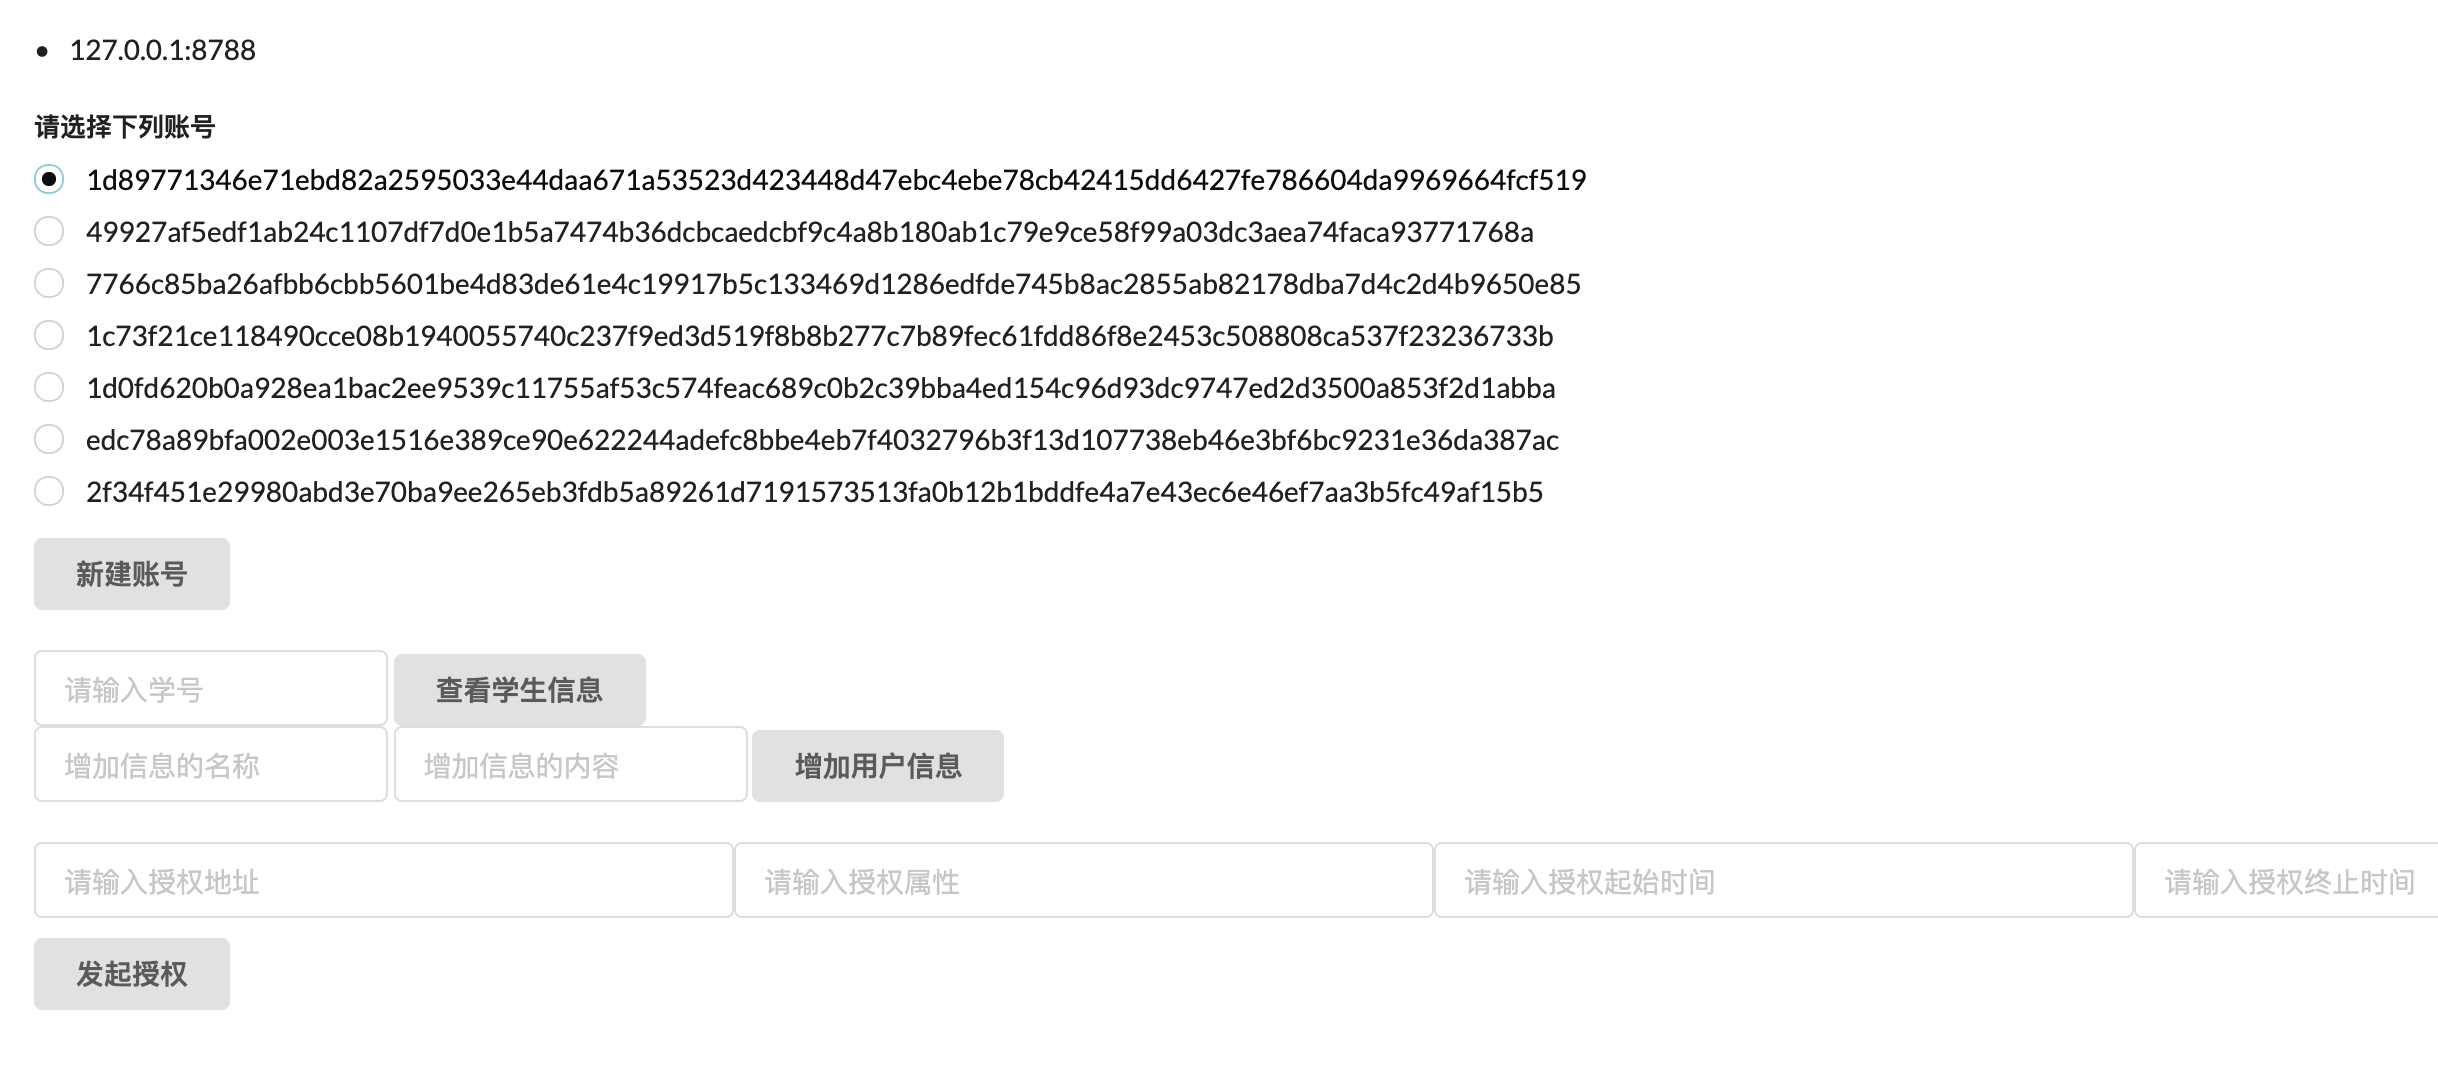 127.0.0.1:8788
请选择下列账号
1d89771346e71ebd82a2595033e44daa671a53523d423448d47ebc4ebe78cb42415dd6427fe786604da9969664fcf519
49927af5edf1ab24c1107df7d0e1b5a7474b36dcbcaedcbf9c4a8b180ab1c79e9ce58f99a03dc3aea74faca93771768a
7766c85ba26afbb6cbb5601be4d83de61e4c19917b5c133469d1286edfde745b8ac2855ab82178dba7d4c2d4b9650e85
1c73f21ce118490cce08b1940055740c237f9ed3d519f8b8b277c7b89fec61fdd86f8e2453c508808ca537f23236733b
1d0fd620b0a928ea1bac2ee9539c11755af53c574feac689c0b2c39bba4ed154c96d93dc9747ed2d3500a853f2d1abba
edc78a89bfa002e003e1516e389ce90e622244adefc8bbe4eb7f4032796b3f13d107738eb46e3bf6bc9231e36da387ac
2f34f451e29980abd3e70ba9ee265eb3fdb5a89261d7191573513fa0b12b1bddfe4a7e43ec6e46ef7aa3b5fc49af15b5
新建账号
请输入学号 查看学生信息
增加信息的名称 增加信息的内容 增加用户信息
请输入授权地址 请输入授权属性 请输入授权起始时间 请输入授权终止时间
发起授权